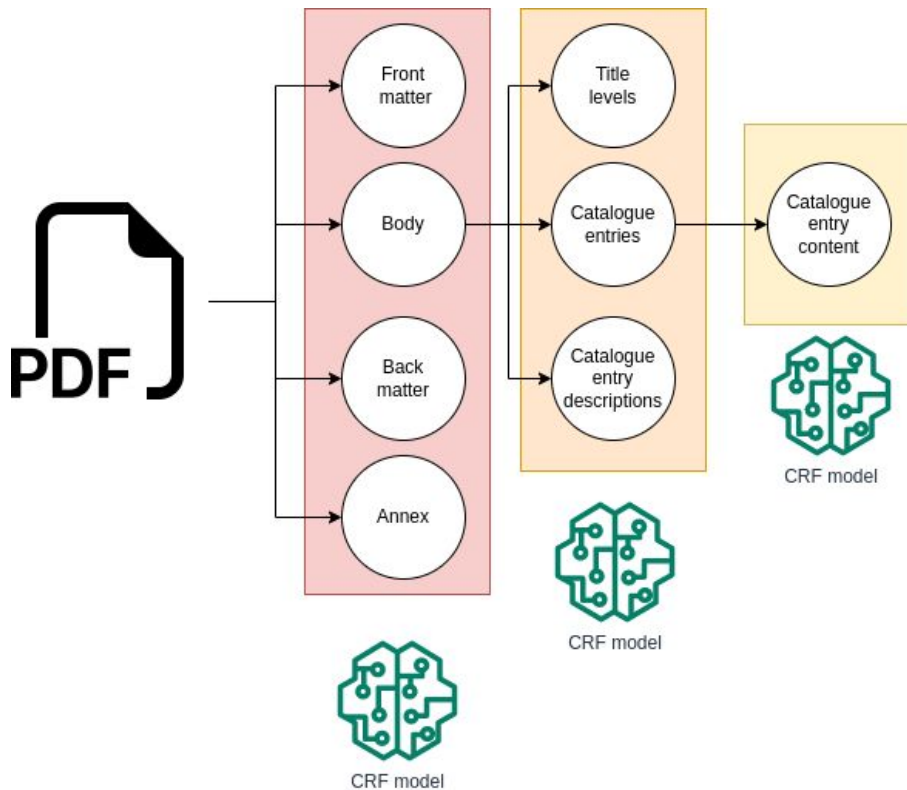 PDF
Front
matter
Body
Back
matter
Annex
CRF model
Title
levels
Catalogue
entries
Catalogue
entry
descriptions
CRF model
Catalogue
entry
content
CRF model